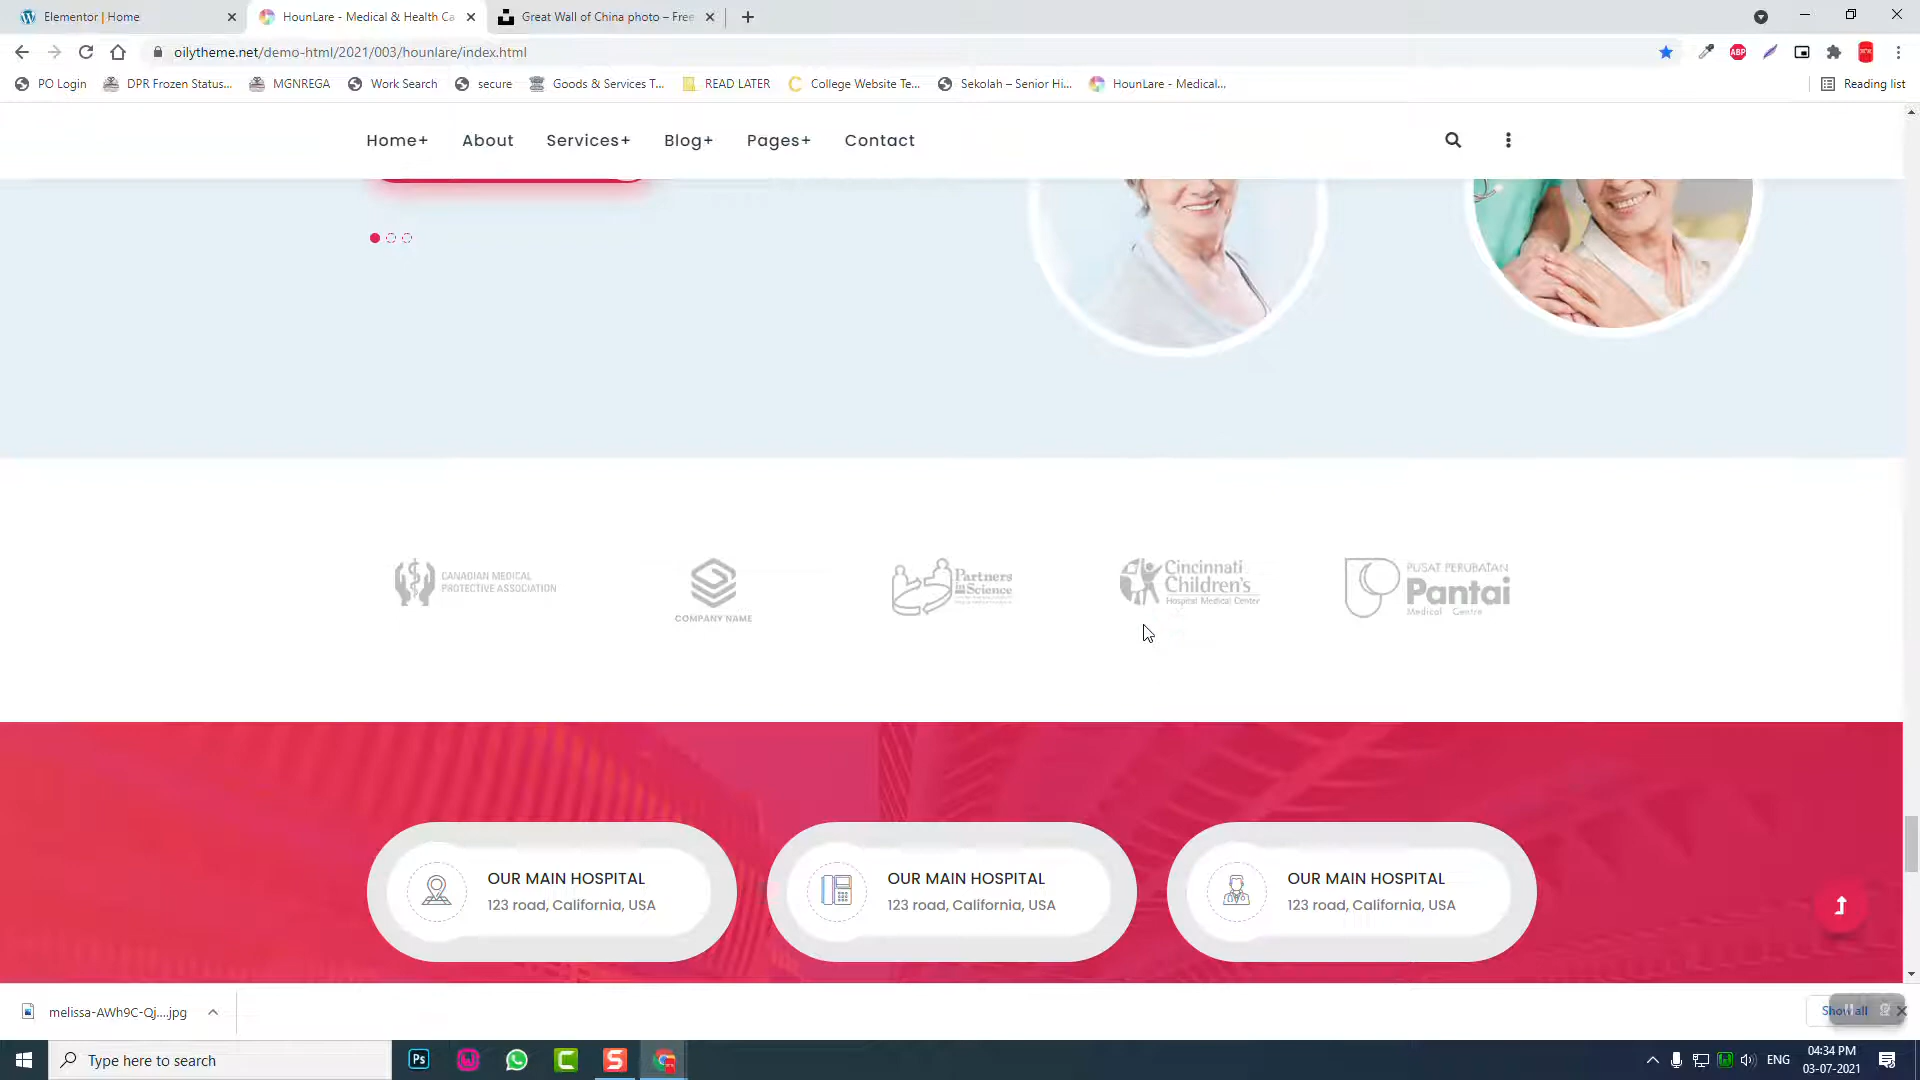 Elementor | Home
HounLare - Medical & Health Ca
Great Wall of China photo – Free
oilytheme.net/demo-html/2021/003/hounlare/index.html
ABP
PO Login
DPR Frozen Status...
MGNREGA
Work Search
secure
Goods & Services T...
READ LATER
College Website Te...
Sekolah – Senior Hi...
HounLare - Medical...
Reading list
Home+
About
Services+
Blog+
Pages+
Contact
CANADIAN MEDICAL
PROTECTIVE ASSOCIATION
COMPANY NAME
Partners
in Science
Cincinnati
Children's
Hospital Medical Center
PUSAT PERUBATAN
Pantai
Medical Centre
OUR MAIN HOSPITAL
123 road, California, USA
OUR MAIN HOSPITAL
123 road, California, USA
OUR MAIN HOSPITAL
123 road, California, USA
melissa-AWh9C-Qj....jpg
Show all
Type here to search
Ps
ENG
04:34 PM
03-07-2021